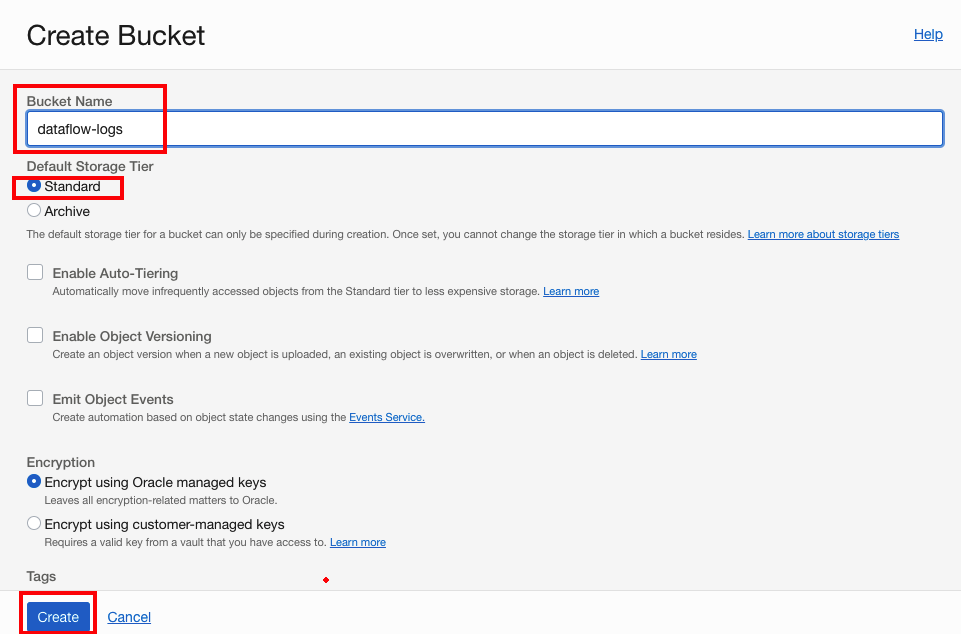 Create Bucket
Help
Bucket Name
dataflow-logs
Default Storage Tier
Standard
Archive
The default storage tier for a bucket can only be specified during creation. Once set, you cannot change the storage tier in which a bucket resides. Learn more about storage tiers
Enable Auto-Tiering
Automatically move infrequently accessed objects from the Standard tier to less expensive storage. Learn more
Enable Object Versioning
Create an object version when a new object is uploaded, an existing object is overwritten, or when an object is deleted. Learn more
Emit Object Events
Create automation based on object state changes using the Events Service.
Encryption
Encrypt using Oracle managed keys
Leaves all encryption-related matters to Oracle.
Encrypt using customer-managed keys
Requires a valid key from a vault that you have access to. Learn more
Tags
Create
Cancel